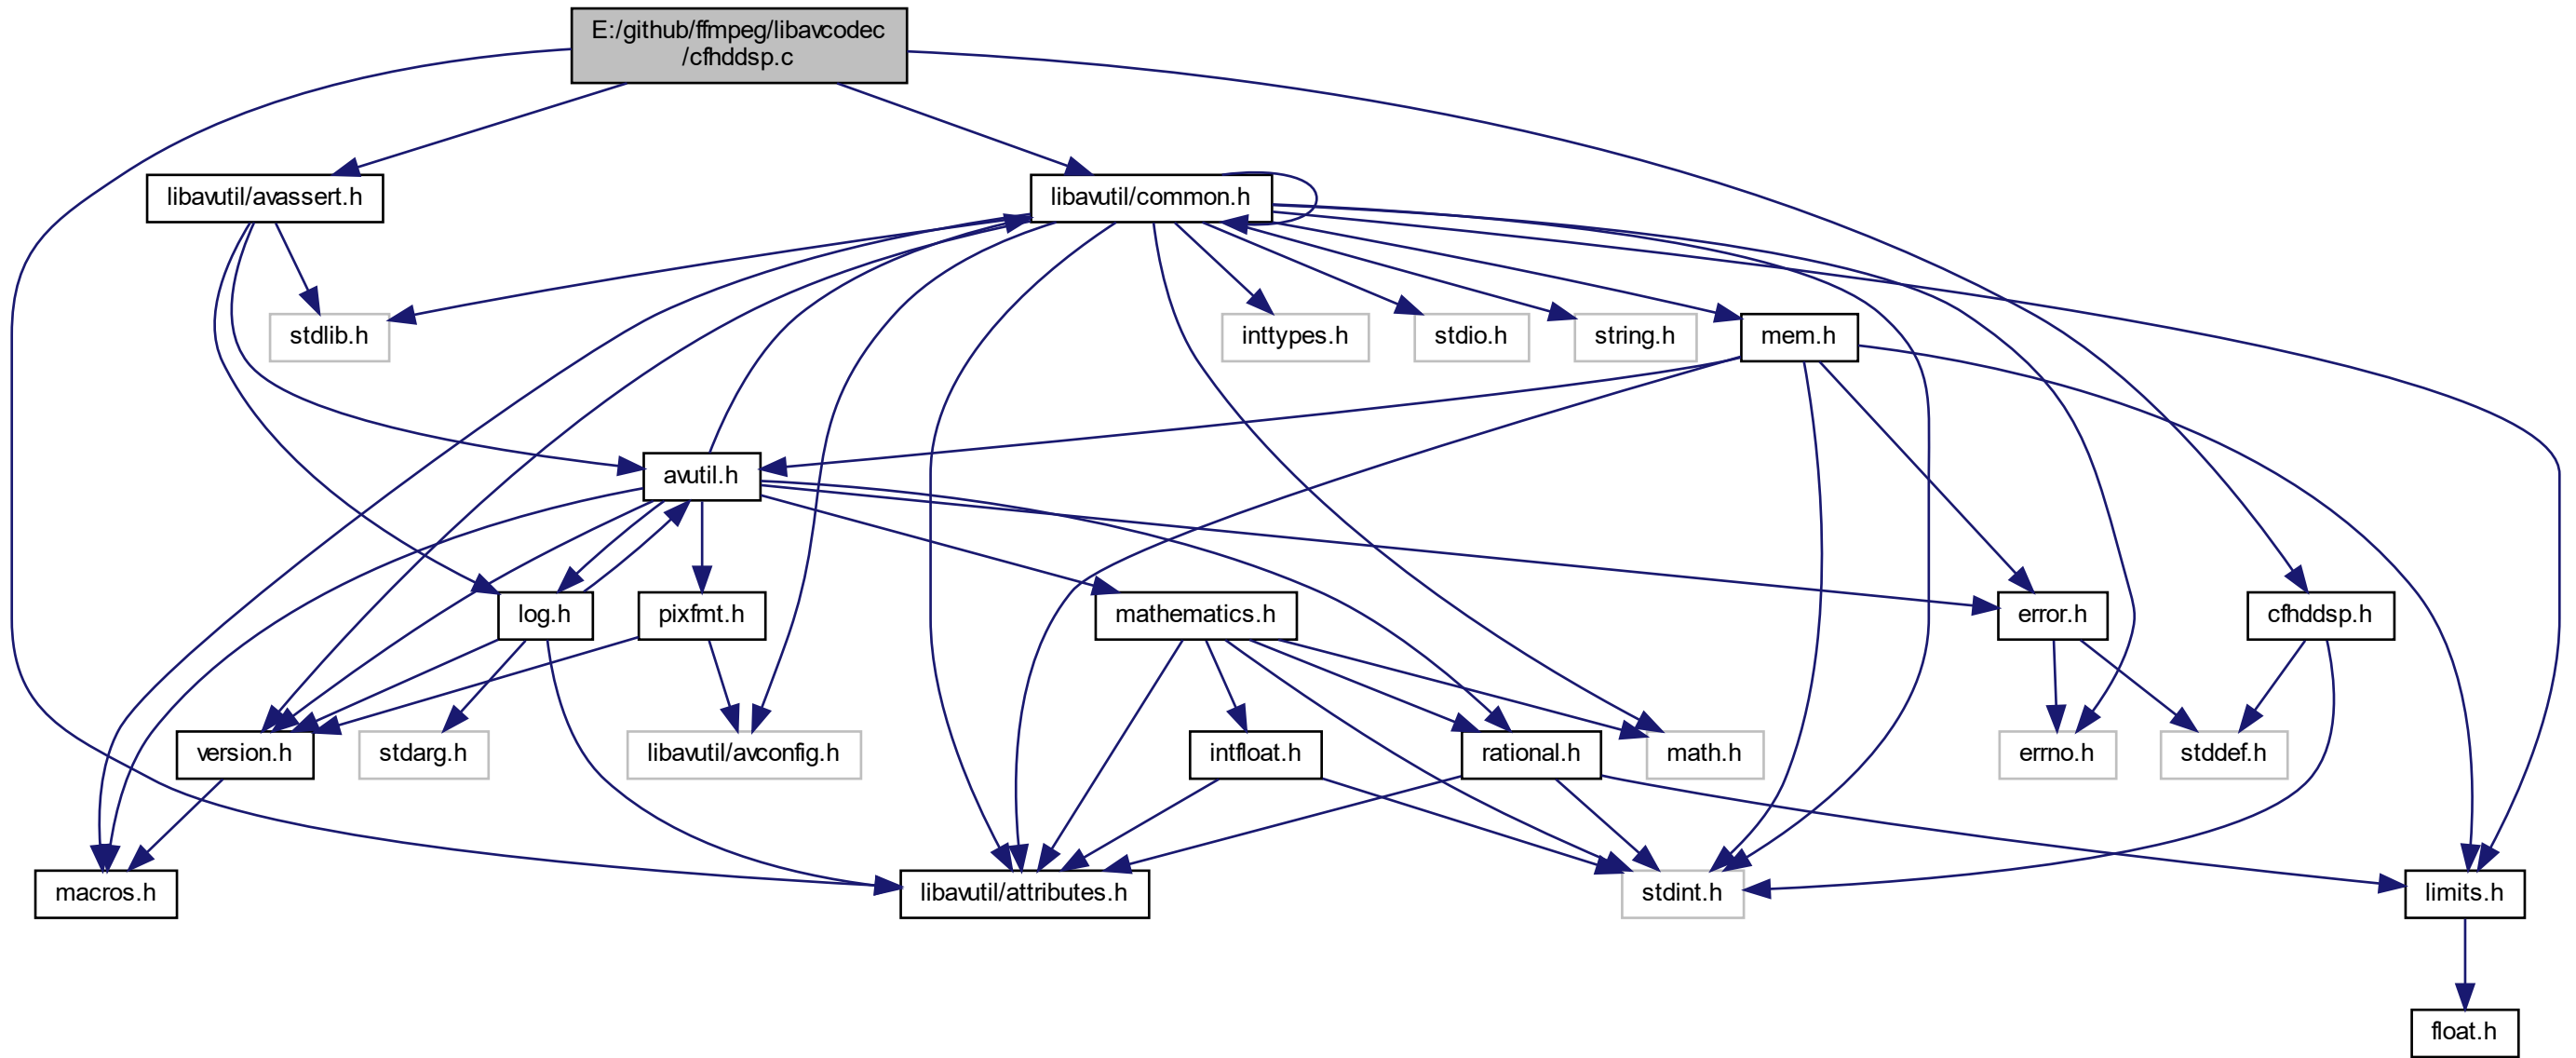 E:/github/ffmpeg/libavcodec
/cfhddsp.c
libavutil/avassert.h
libavutil/common.h
stdlib.h
inttypes.h
stdio.h
string.h
mem.h
avutil.h
log.h
pixfmt.h
mathematics.h
error.h
cfhddsp.h
version.h
stdarg.h
libavutil/avconfig.h
intfloat.h
rational.h
math.h
errno.h
stddef.h
macros.h
libavutil/attributes.h
stdint.h
limits.h
float.h